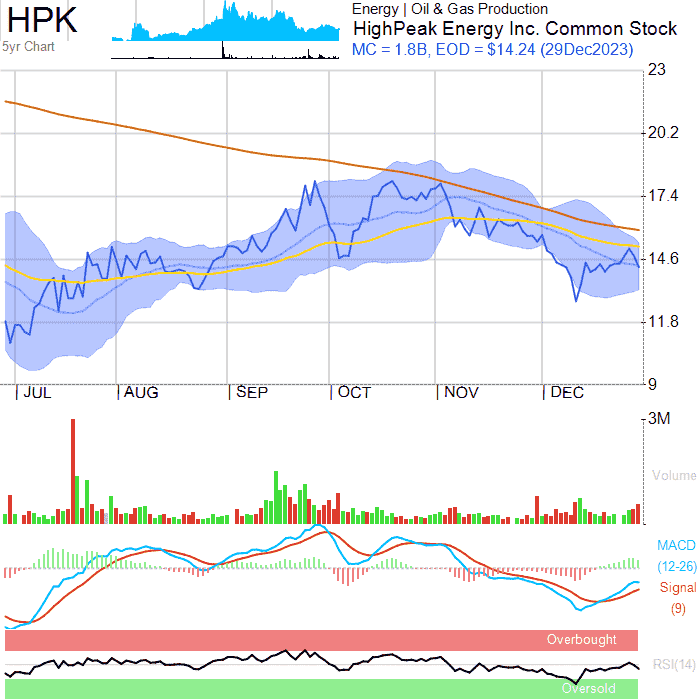 HPK
5yr Chart
Energy | Oil & Gas Production
HighPeak Energy Inc. Common Stock
MC = 1.8B, EOD = $14.24 (29Dec2023)
23
20.2
17.4
14.6
11.8
9
JUL AUG SEP OCT NOV DEC
3M
Volume
MACD
(12-26)
Signal
(9)
Overbought
RSI(14)
Oversold